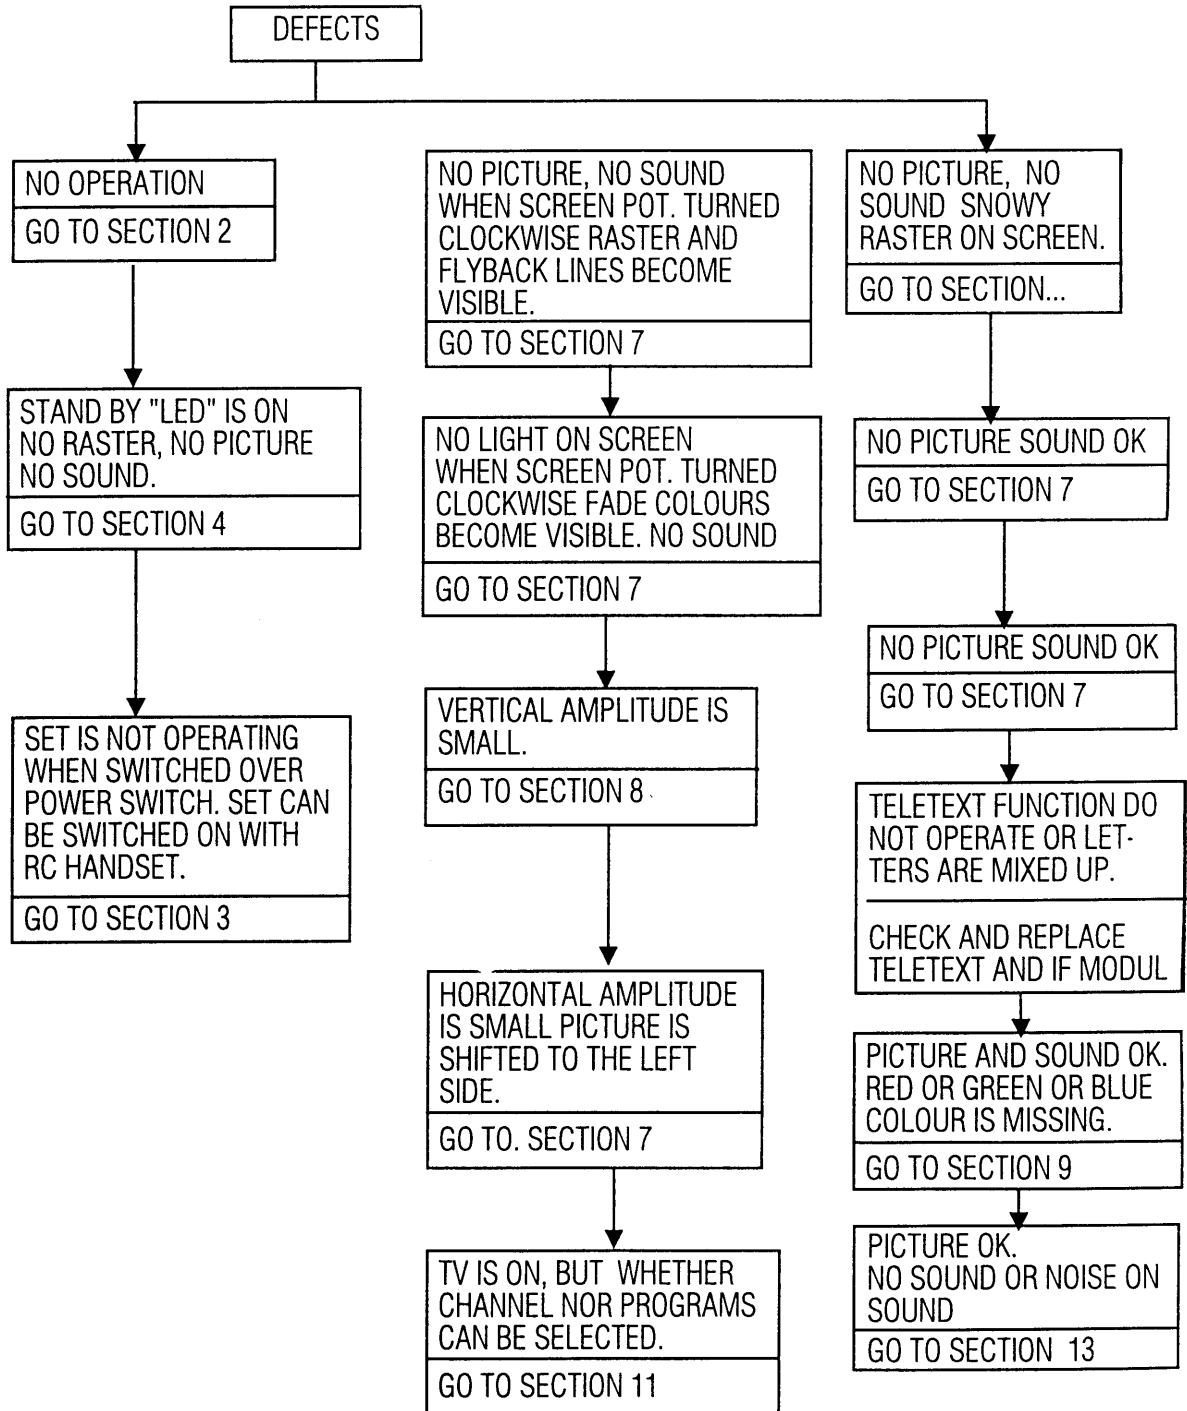 DEFECTS
NO OPERATION
GO TO SECTION 2
STAND BY "LED" IS ON
NO RASTER, NO PICTURE
NO SOUND.
GO TO SECTION 4
SET IS NOT OPERATING
WHEN SWITCHED OVER
POWER SWITCH. SET CAN
BE SWITCHED ON WITH
RC HANDSET.
GO TO SECTION 3
NO PICTURE, NO SOUND
WHEN SCREEN POT. TURNED
CLOCKWISE RASTER AND
FLYBACK LINES BECOME
VISIBLE.
GO TO SECTION 7
NO LIGHT ON SCREEN
WHEN SCREEN POT. TURNED
CLOCKWISE FADE COLOURS
BECOME VISIBLE. NO SOUND
GO TO SECTION 7
VERTICAL AMPLITUDE IS
SMALL.
GO TO SECTION 8
HORIZONTAL AMPLITUDE
IS SMALL PICTURE IS
SHIFTED TO THE LEFT
SIDE.
GO TO. SECTION 7
TV IS ON, BUT WHETHER
CHANNEL NOR PROGRAMS
CAN BE SELECTED.
GO TO SECTION 11
NO PICTURE, NO
SOUND SNOWY
RASTER ON SCREEN.
GO TO SECTION...
NO PICTURE SOUND OK
GO TO SECTION 7
NO PICTURE SOUND OK
GO TO SECTION 7
TELETEXT FUNCTION DO
NOT OPERATE OR LET-
TERS ARE MIXED UP.
CHECK AND REPLACE
TELETEXT AND IF MODUL
PICTURE AND SOUND OK.
RED OR GREEN OR BLUE
COLOUR IS MISSING.
GO TO SECTION 9
PICTURE OK.
NO SOUND OR NOISE ON
SOUND
GO TO SECTION 13